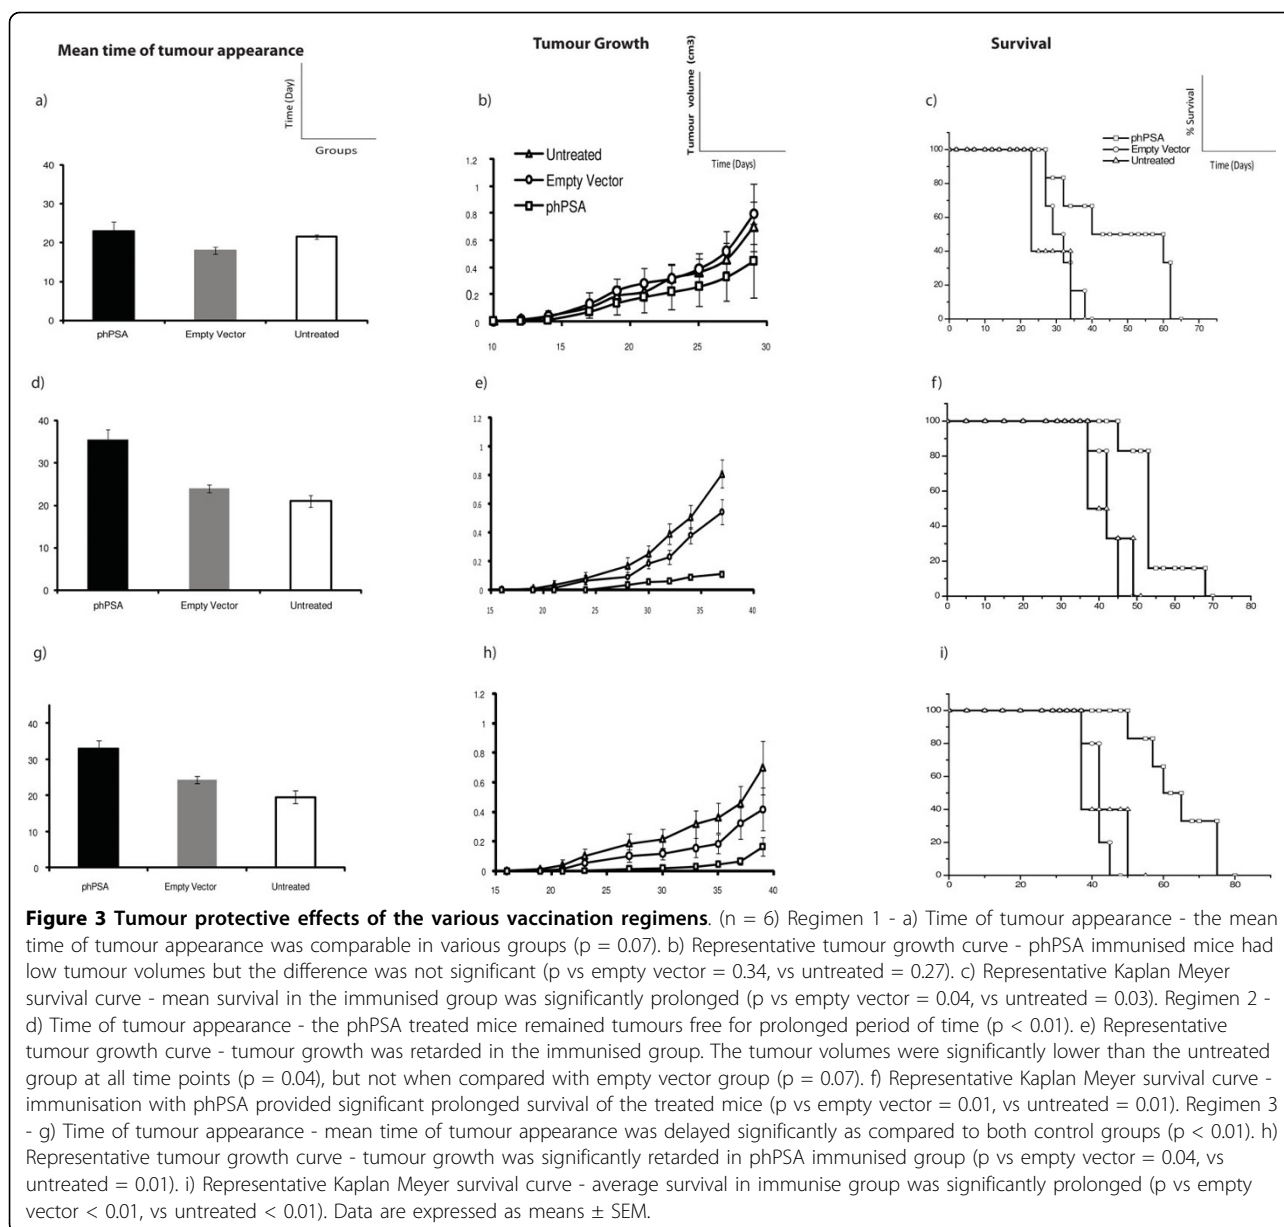 Mean time of tumour appearance
Tumour Growth
Survival
a)
Time (Day)
Groups
40
30
20
10
0
phPSA
Empty Vector
Untreated
b)
Tumour volume (cm3)
Time (Days)
Untreated
Empty Vector
phPSA
1.2
1
0.8
0.6
0.4
0.2
0
10
15
20
25
30
c)
% Survival
Time (Days)
phPSA
Empty Vector
Untreated
100
80
60
40
20
0
0
10
20
30
40
50
60
70
d)
40
30
20
10
0
phPSA
Empty Vector
Untreated
e)
1.2
1
0.8
0.6
0.4
0.2
0
15
20
25
30
35
40
f)
100
80
60
40
20
0
0
10
20
30
40
50
60
70
80
g)
40
30
20
10
0
phPSA
Empty Vector
Untreated
h)
1.2
1
0.8
0.6
0.4
0.2
0
15
20
25
30
35
40
i)
100
80
60
40
20
0
0
20
40
60
80
Figure 3 Tumour protective effects of the various vaccination regimens. (n = 6) Regimen 1 - a) Time of tumour appearance - the mean
time of tumour appearance was comparable in various groups (p = 0.07). b) Representative tumour growth curve - phPSA immunised mice had
low tumour volumes but the difference was not significant (p vs empty vector = 0.34, vs untreated = 0.27). c) Representative Kaplan Meyer
survival curve - mean survival in the immunised group was significantly prolonged (p vs empty vector = 0.04, vs untreated = 0.03). Regimen 2 -
d) Time of tumour appearance - the phPSA treated mice remained tumours free for prolonged period of time (p < 0.01). e) Representative
tumour growth curve - tumour growth was retarded in the immunised group. The tumour volumes were significantly lower than the untreated
group at all time points (p = 0.04), but not when compared with empty vector group (p = 0.07). f) Representative Kaplan Meyer survival curve -
immunisation with phPSA provided significant prolonged survival of the treated mice (p vs empty vector = 0.01, vs untreated = 0.01). Regimen 3
- g) Time of tumour appearance - mean time of tumour appearance was delayed significantly as compared to both control groups (p < 0.01). h)
Representative tumour growth curve - tumour growth was significantly retarded in phPSA immunised group (p vs empty vector = 0.04, vs
untreated = 0.01). i) Representative Kaplan Meyer survival curve - average survival in immunise group was significantly prolonged (p vs empty
vector < 0.01, vs untreated < 0.01). Data are expressed as means ± SEM.